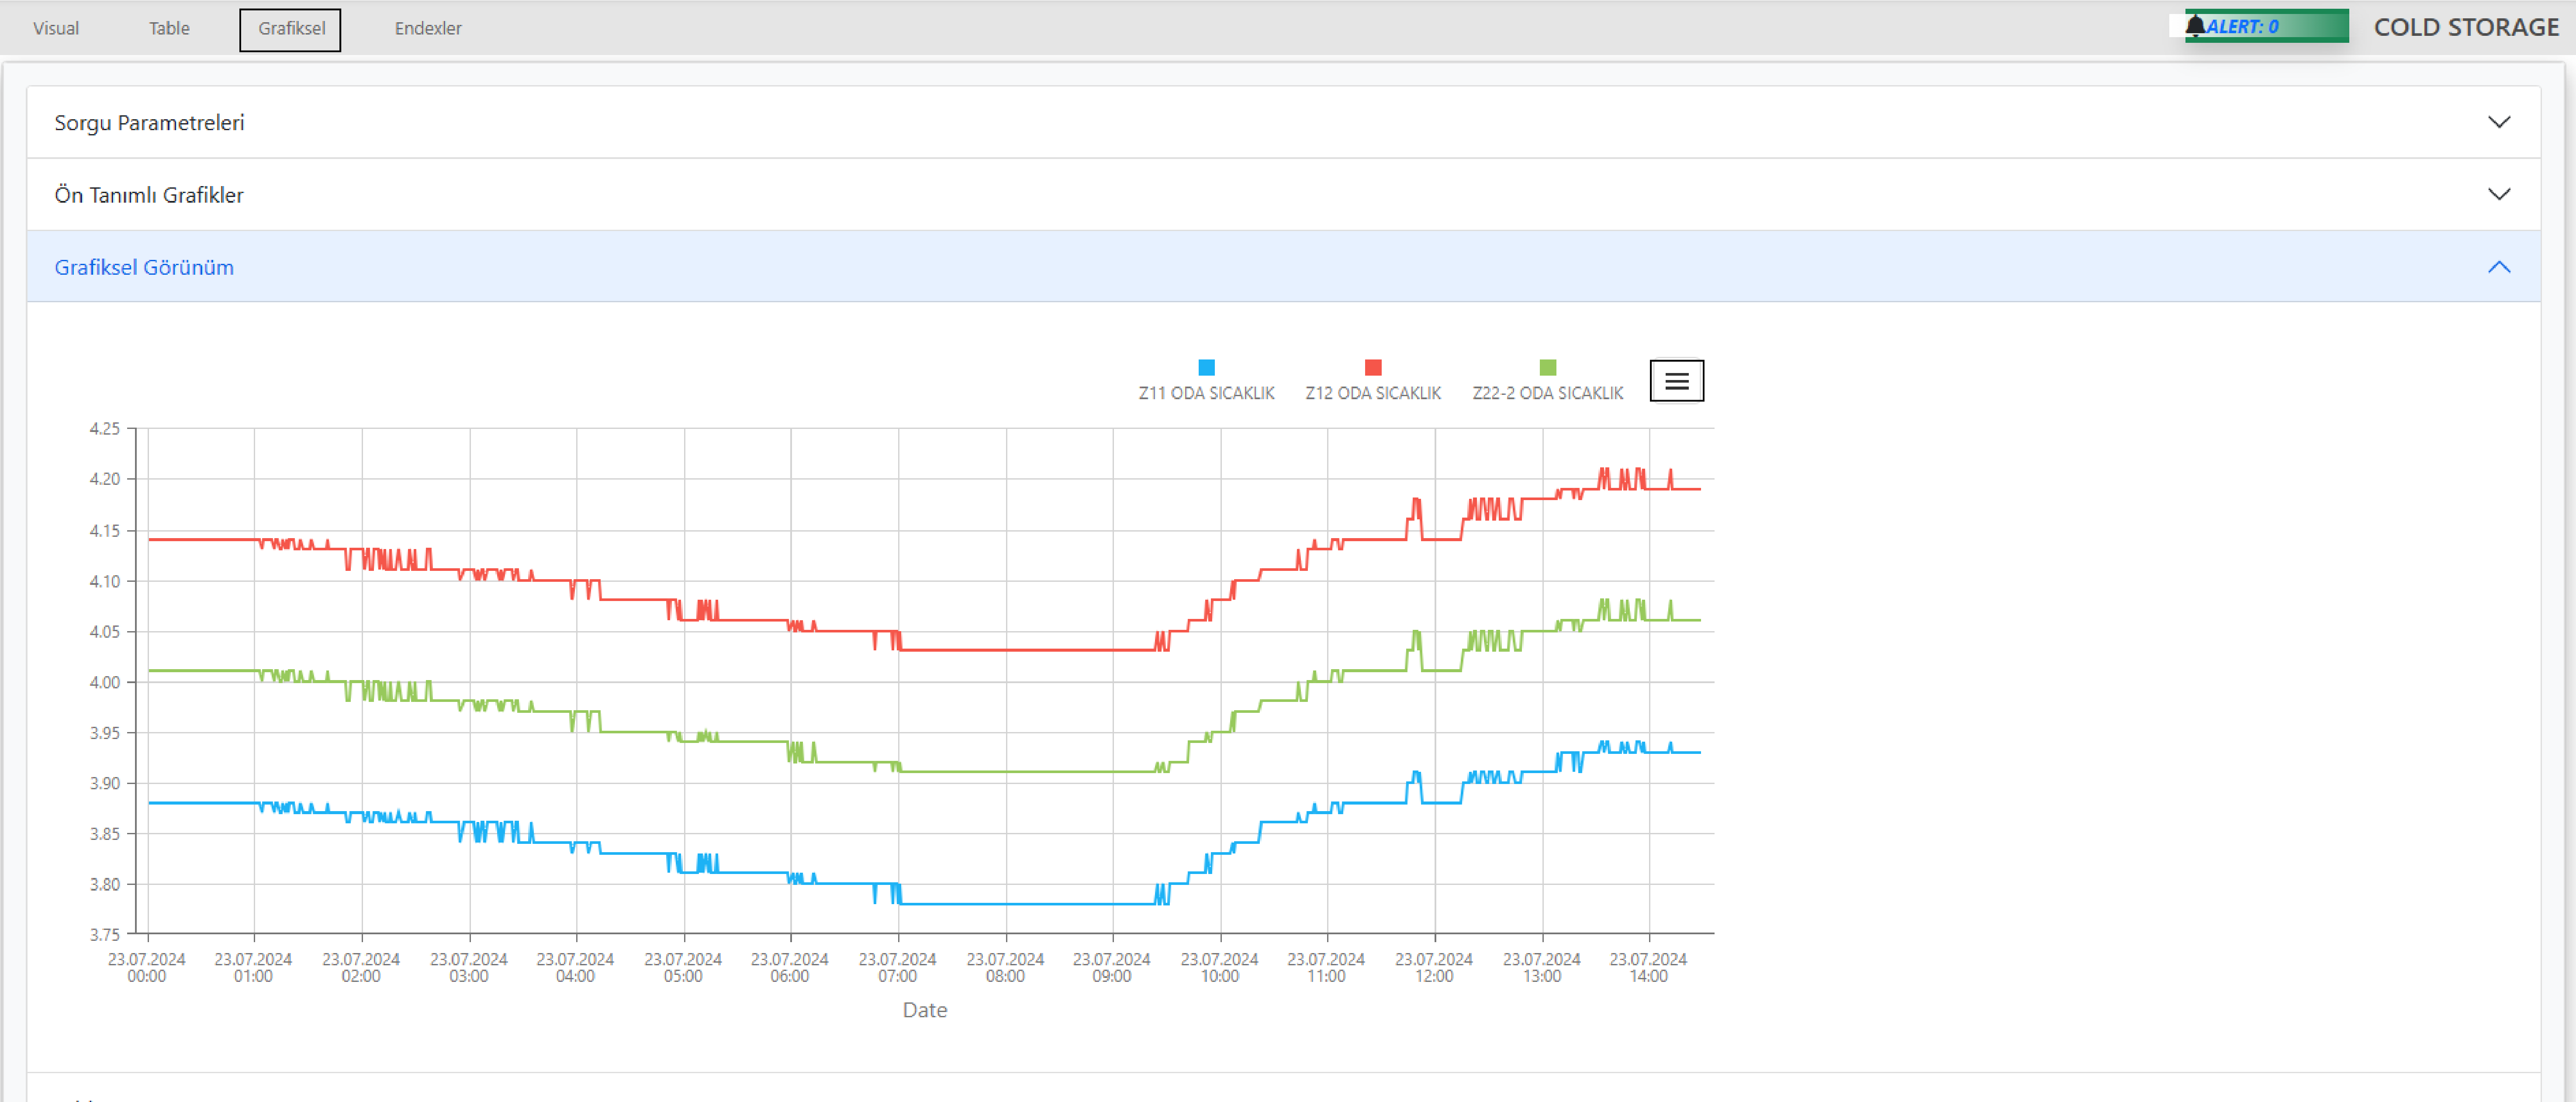 Visual Table Grafiksel Endexler ALERT: 0 COLD STORAGE
Sorgu Parametreleri
Ön Tanımlı Grafikler
Grafiksel Görünüm
Z11 ODA SICAKLIK Z12 ODA SICAKLIK Z22-2 ODA SICAKLIK
4.25
4.20
4.15
4.10
4.05
4.00
3.95
3.90
3.85
3.80
3.75
23.07.2024 23.07.2024 23.07.2024 23.07.2024 23.07.2024 23.07.2024 23.07.2024 23.07.2024 23.07.2024 23.07.2024 23.07.2024 23.07.2024 23.07.2024 23.07.2024 23.07.2024
00:00 01:00 02:00 03:00 04:00 05:00 06:00 07:00 08:00 09:00 10:00 11:00 12:00 13:00 14:00
Date